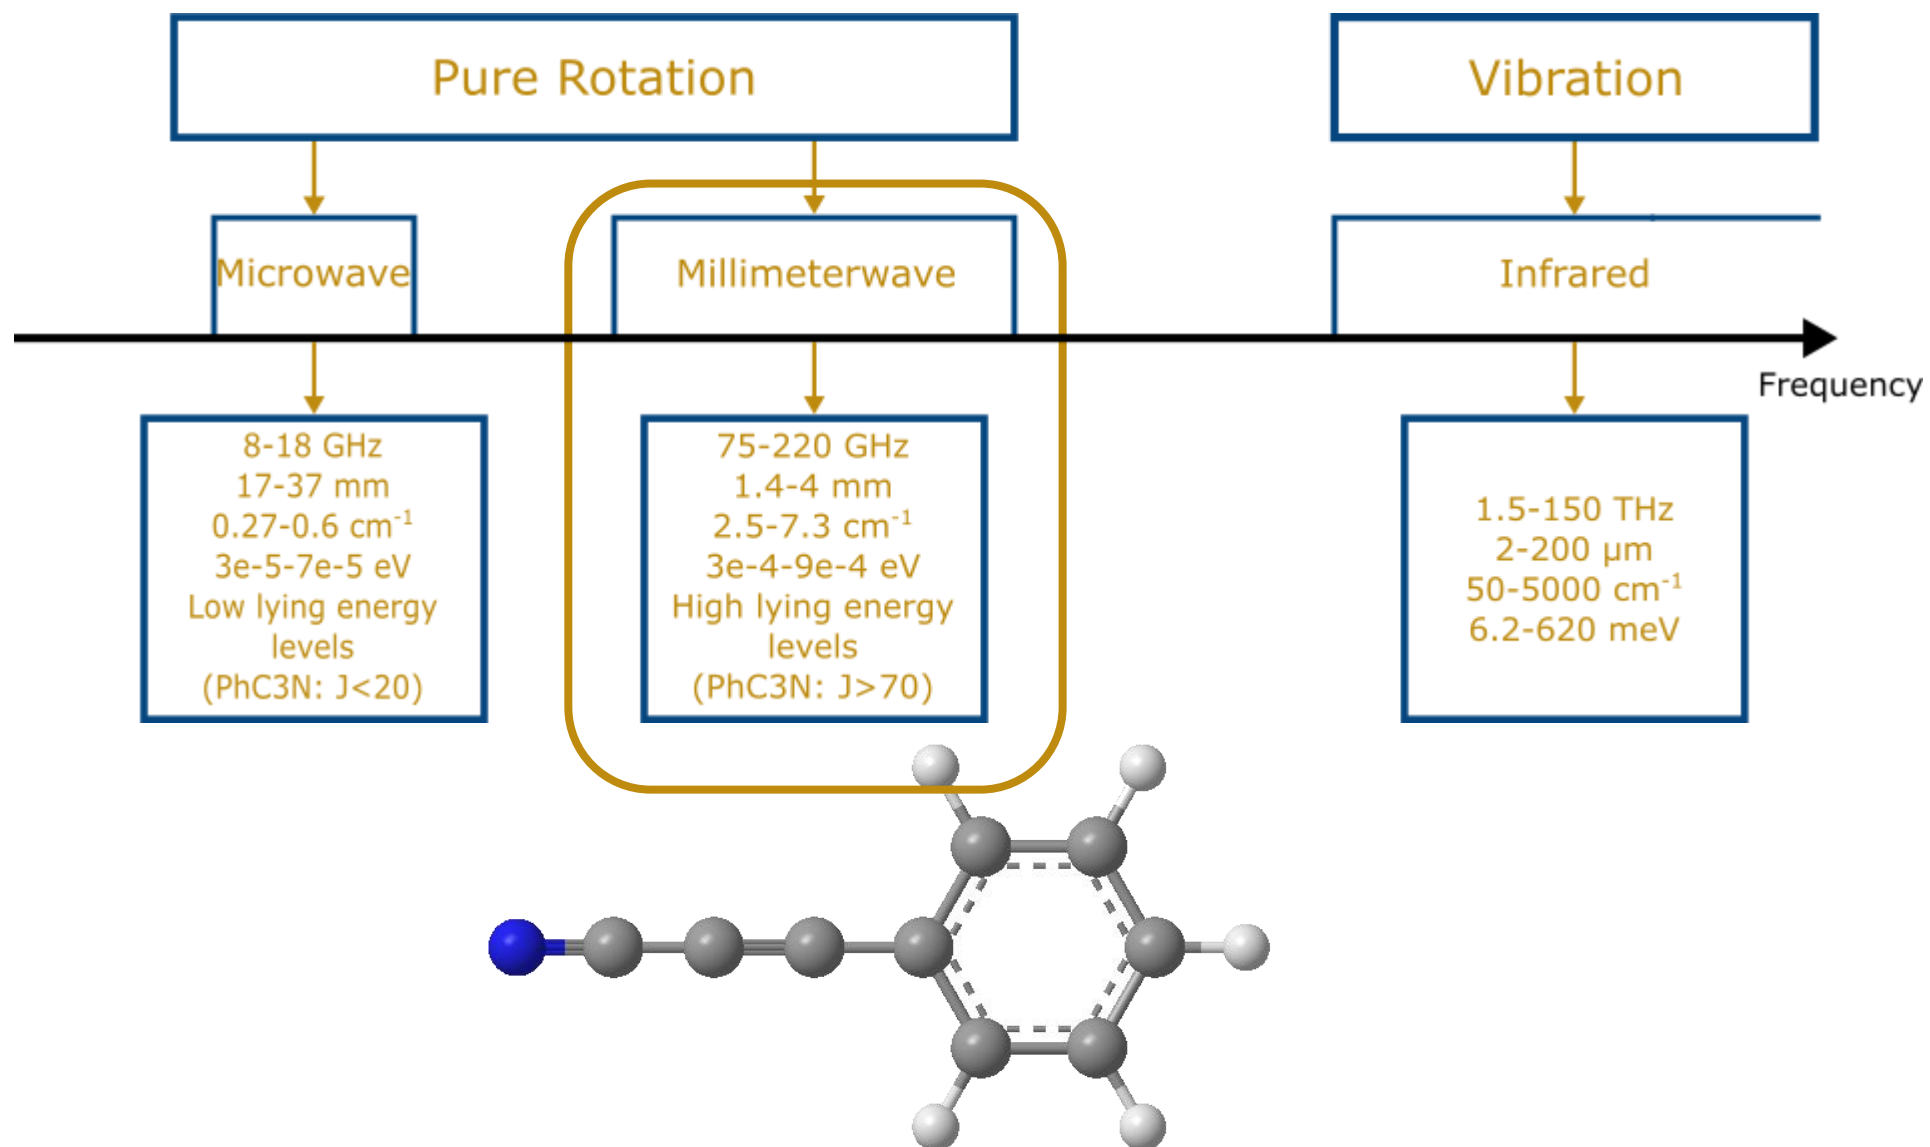 Pure Rotation
Vibration
Microwave
Millimeterwave
Infrared
Frequency
8-18 GHz
17-37 mm
0.27-0.6 cm⁻¹
3e-5-7e-5 eV
Low lying energy
levels
(PhC3N: J<20)
75-220 GHz
1.4-4 mm
2.5-7.3 cm⁻¹
3e-4-9e-4 eV
High lying energy
levels
(PhC3N: J>70)
1.5-150 THz
2-200 µm
50-5000 cm⁻¹
6.2-620 meV